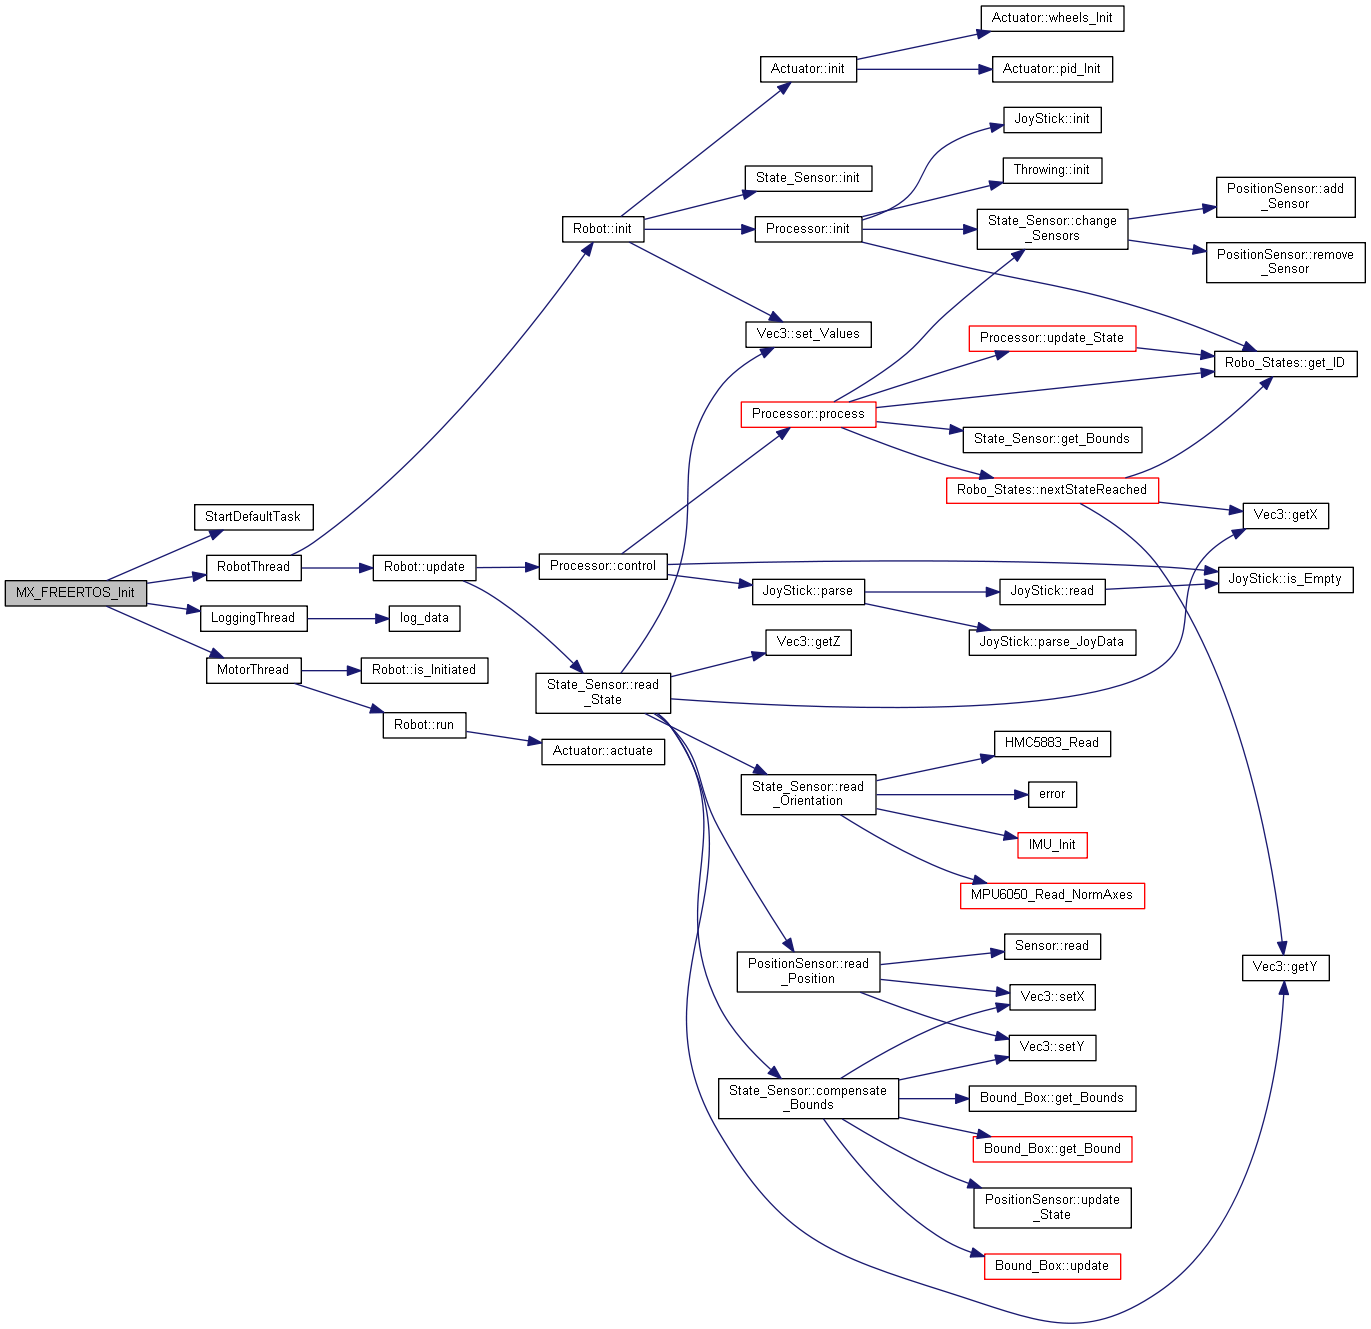 Actuator::wheels_Init
Actuator::init
Actuator::pid_Init
JoyStick::init
Throwing::init
State_Sensor::init
PositionSensor::add
_Sensor
Robot::init
Processor::init
State_Sensor::change
_Sensors
PositionSensor::remove
_Sensor
Vec3::set_Values
Processor::update_State
Robo_States::get_ID
Processor::process
State_Sensor::get_Bounds
Robo_States::nextStateReached
StartDefaultTask
Vec3::getX
RobotThread
Robot::update
Processor::control
JoyStick::is_Empty
MX_FREERTOS_Init
JoyStick::parse
JoyStick::read
LoggingThread
log_data
Vec3::getZ
JoyStick::parse_JoyData
MotorThread
Robot::is_Initiated
State_Sensor::read
_State
Robot::run
Actuator::actuate
HMC5883_Read
State_Sensor::read
_Orientation
error
IMU_Init
MPU6050_Read_NormAxes
Sensor::read
PositionSensor::read
_Position
Vec3::getY
Vec3::setX
Vec3::setY
State_Sensor::compensate
_Bounds
Bound_Box::get_Bounds
Bound_Box::get_Bound
PositionSensor::update
_State
Bound_Box::update